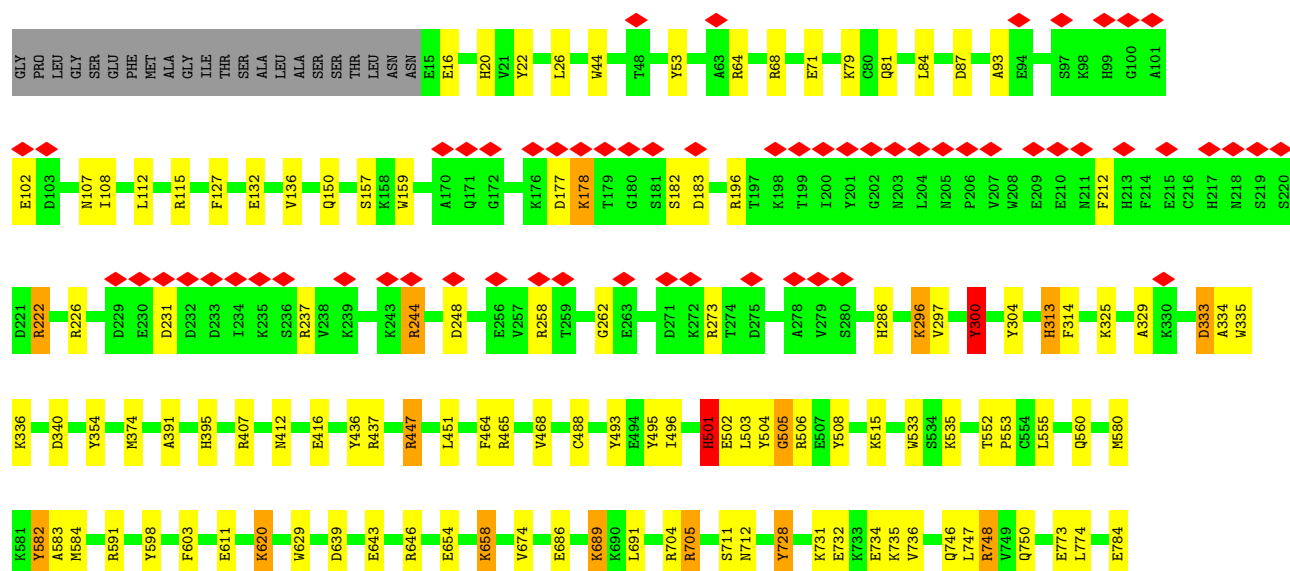 GLY PRO LEU GLY SER GLU PHE MET ALA GLY ILE THR SER ALA LEU ALA SER SER THR LEU ASN ASN E15 E16 H20 V21 Y22 L26 W44 T48 Y53 A63 R64 R68 E71 K79 C80 Q81 L84 D87 A93 E94 S97 K98 H99 G100 A101
E102 D103 N107 I108 L112 R115 F127 E132 V136 Q150 S157 K158 W159 A170 Q171 G172 K176 D177 K178 T179 G180 S181 S182 D183 R196 T197 K198 T199 I200 Y201 G202 N203 L204 N205 P206 V207 W208 E209 E210 N211 F212 H213 F214 E215 C216 H217 N218 S219 S220
D221 R222 R226 D229 E230 D231 D232 D233 I234 K235 S236 R237 V238 K239 K243 R244 D248 E256 V257 R258 T259 G262 E263 D271 K272 R273 T274 D275 A278 V279 S280 H286 K296 V297 Y300 Y304 H313 F314 K325 A329 K330 D333 A334 W335
K336 D340 Y354 M374 A391 H395 R407 N412 E416 Y436 R437 R447 L451 F464 R465 V468 C488 Y493 E494 Y495 I496 H501 E502 L503 Y504 G505 R506 E507 Y508 K515 W533 S534 K535 T552 P553 C554 L555 Q560 M580
K581 Y582 A583 M584 R591 Y598 F603 E611 K620 W629 D639 E643 R646 E654 K658 V674 E686 K689 K690 L691 R704 R705 S711 N712 Y728 K731 E732 K733 E734 K735 V736 Q746 L747 R748 V749 Q750 E773 L774 E784